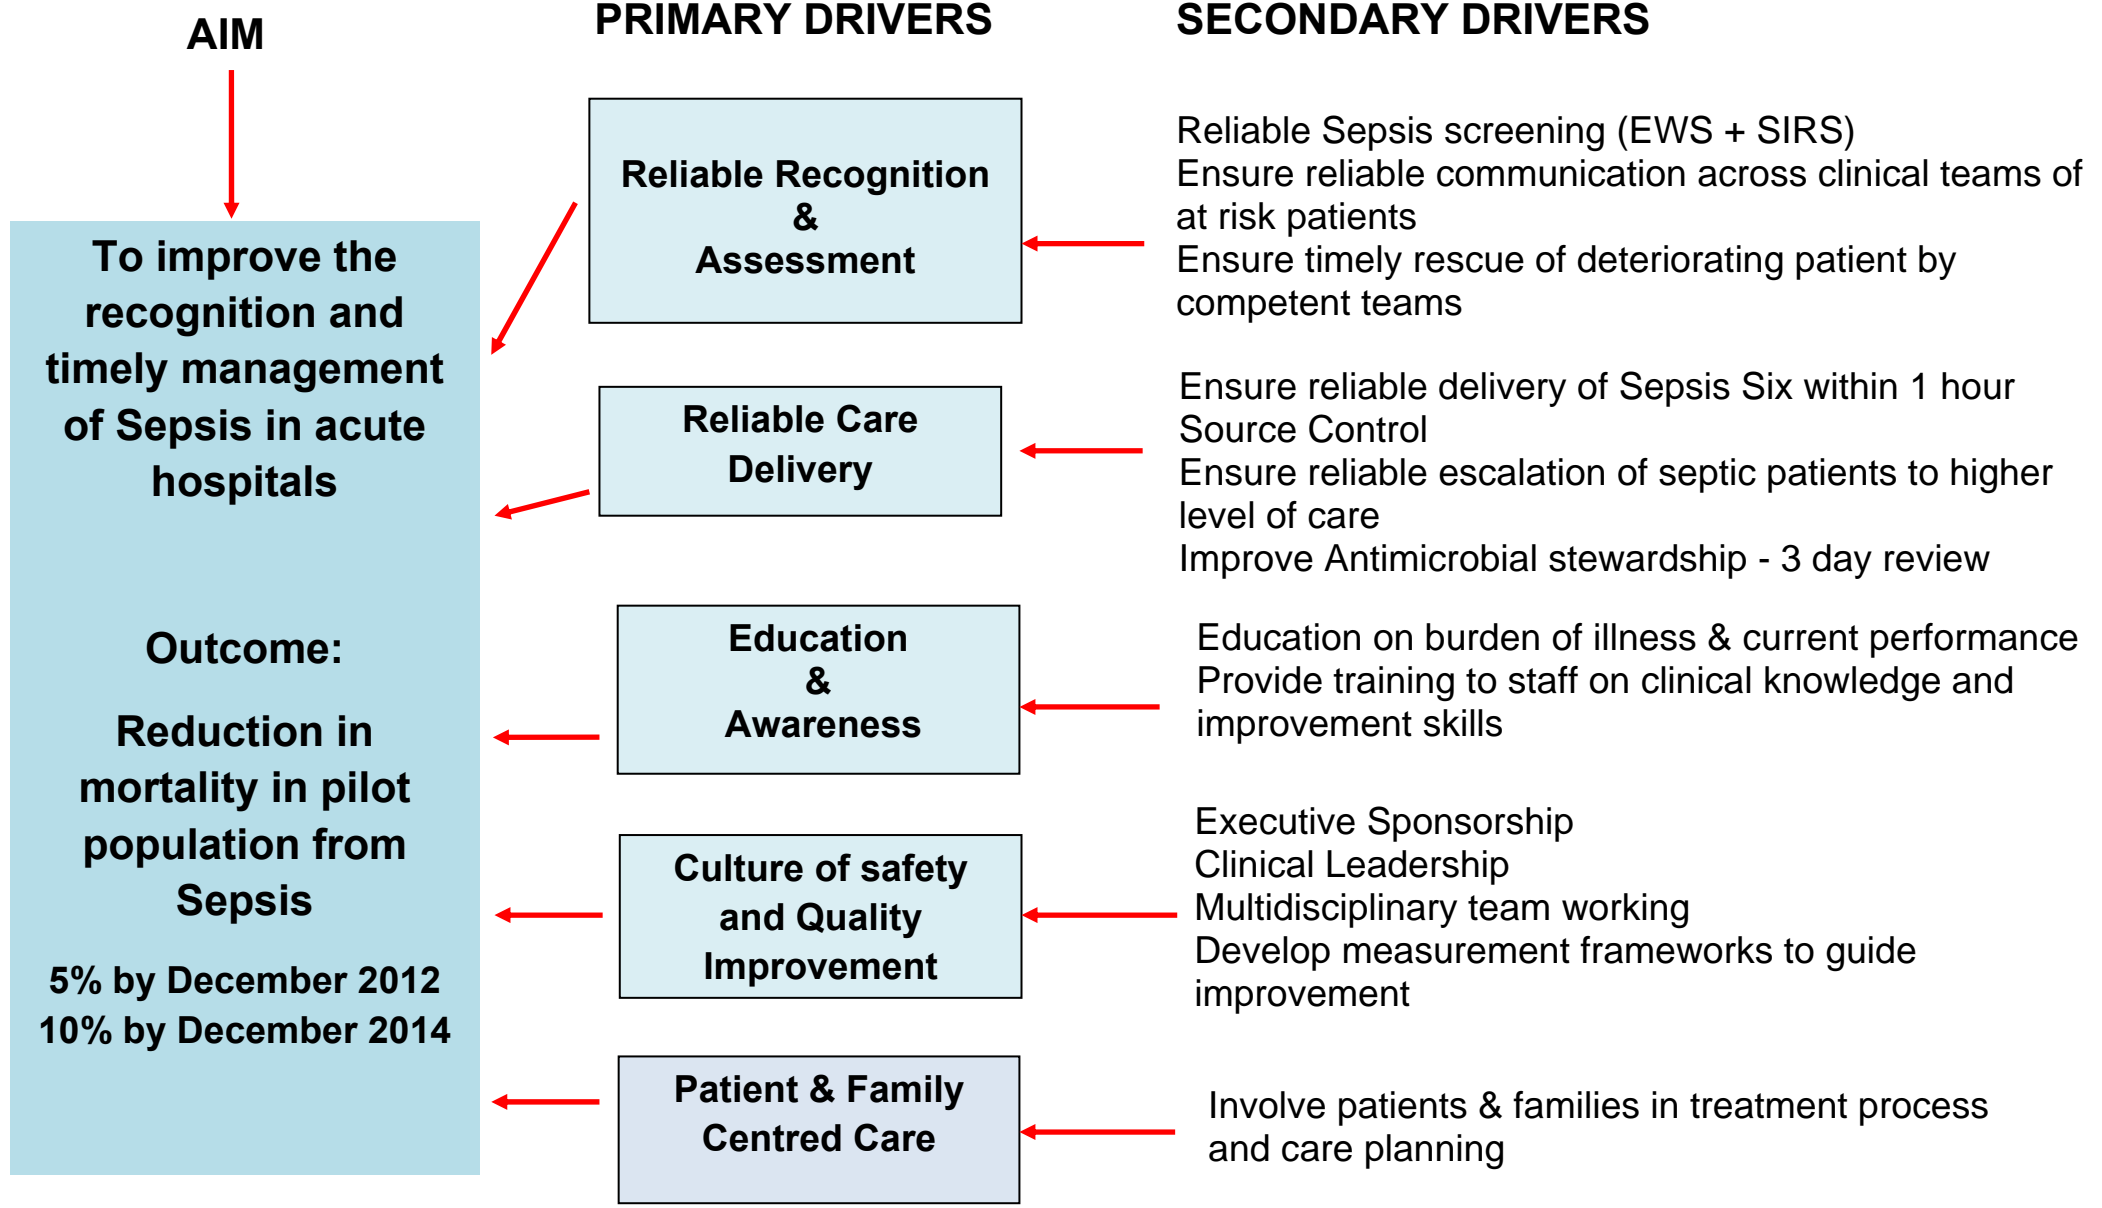 AIM
PRIMARY DRIVERS
SECONDARY DRIVERS
To improve the
recognition and
timely management
of Sepsis in acute
hospitals
Outcome:
Reduction in
mortality in pilot
population from
Sepsis
5% by December 2012
10% by December 2014
Reliable Recognition
&
Assessment
Reliable Sepsis screening (EWS + SIRS)
Ensure reliable communication across clinical teams of
at risk patients
Ensure timely rescue of deteriorating patient by
competent teams
Reliable Care
Delivery
Ensure reliable delivery of Sepsis Six within 1 hour
Source Control
Ensure reliable escalation of septic patients to higher
level of care
Improve Antimicrobial stewardship - 3 day review
Education
&
Awareness
Education on burden of illness & current performance
Provide training to staff on clinical knowledge and
improvement skills
Culture of safety
and Quality
Improvement
Executive Sponsorship
Clinical Leadership
Multidisciplinary team working
Develop measurement frameworks to guide
improvement
Patient & Family
Centred Care
Involve patients & families in treatment process
and care planning